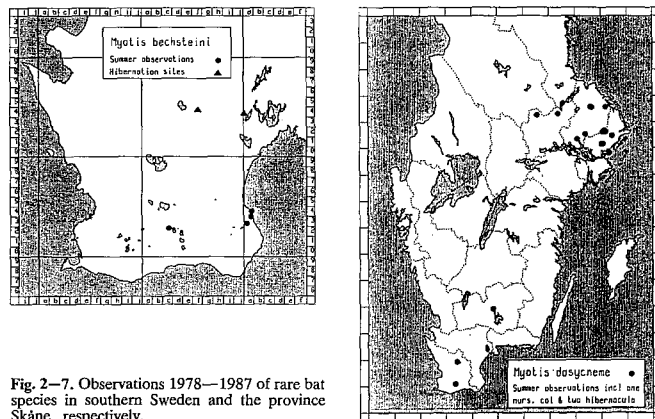 Myotis bechsteini
Summer observations
Hibernation sites
Fig. 2—7. Observations 1978—1987 of rare bat
species in southern Sweden and the province
Skåne, respectively.
Myotis dasycneme
Summer observations incl one
nurs. col & two hibernacula